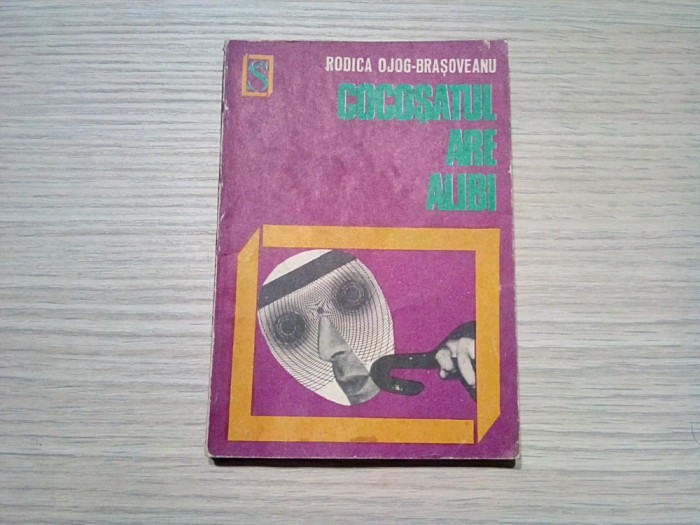 S
RODICA OJOG-BRAȘOVEANU
COCOȘATUL
ARE
ALIBI